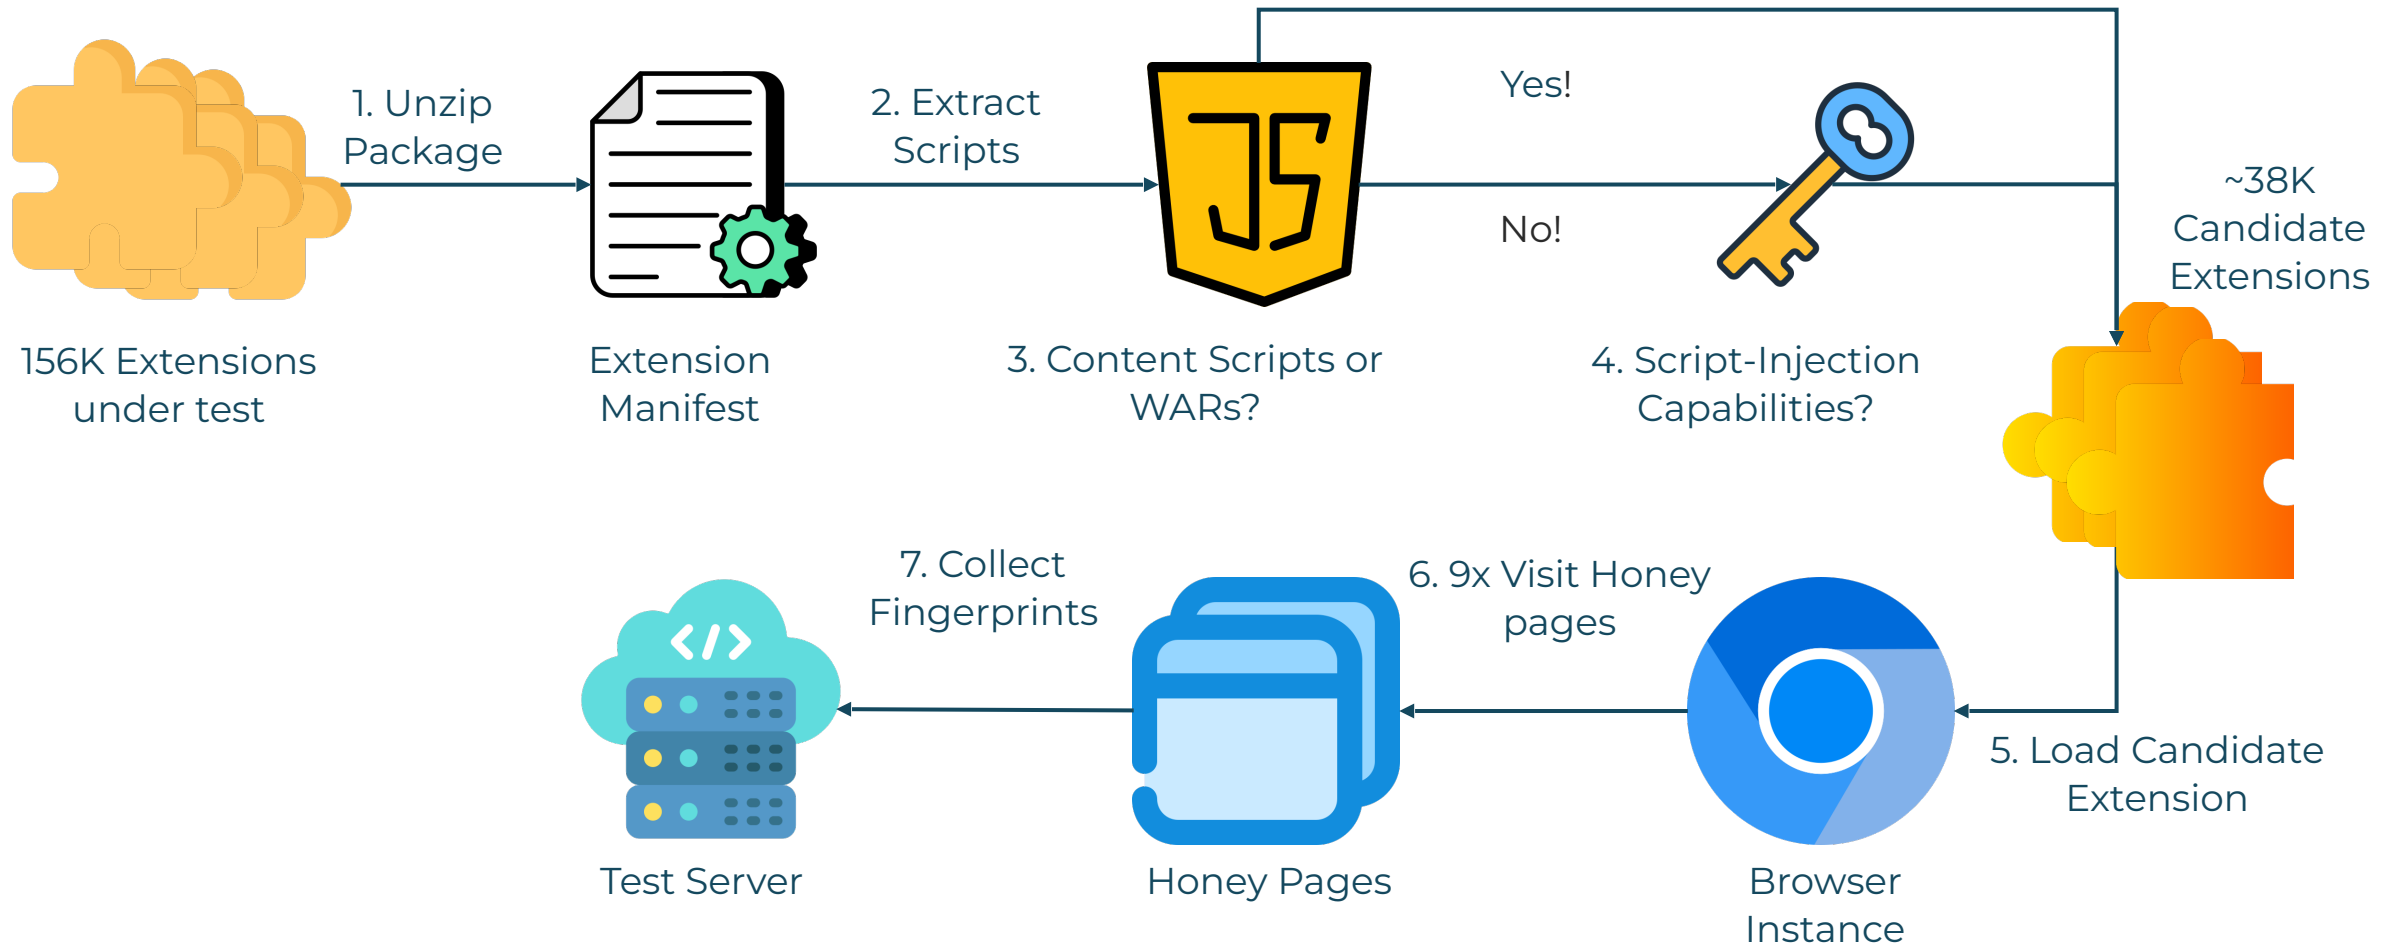 1. Unzip
Package
2. Extract
Scripts
Yes!
No!
~38K
Candidate
Extensions
156K Extensions
under test
Extension
Manifest
3. Content Scripts or
WARs?
4. Script-Injection
Capabilities?
JS
7. Collect
Fingerprints
6. 9x Visit Honey
pages
5. Load Candidate
Extension
</>
Test Server
Honey Pages
Browser
Instance